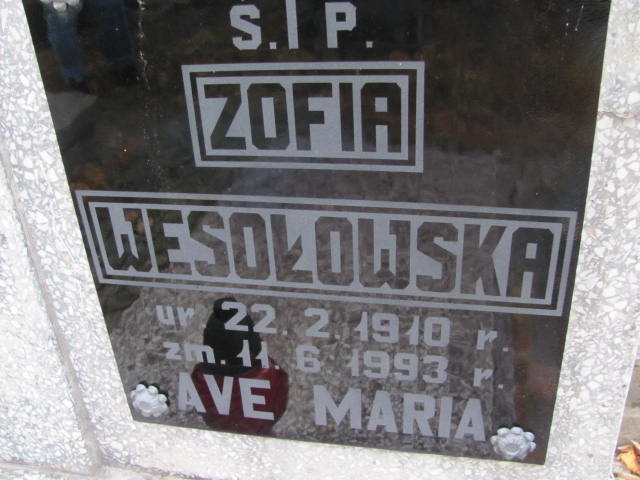 Ś. † P.
ZOFIA
WESOŁOWSKA
ur 22. 2. 1910 r.
zm. 11. 6. 1993 r.
AVE MARIA